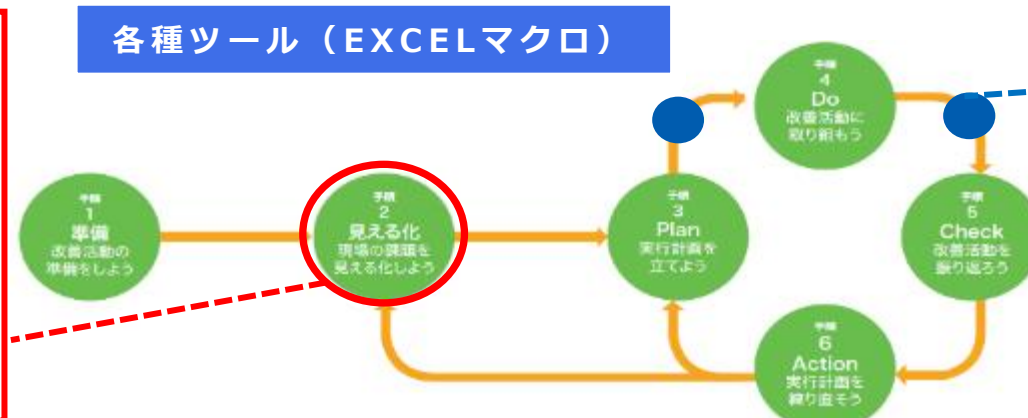 各種ツール（EXCELマクロ）
手順
1
準備
改善活動の
準備をしよう
手順
2
見える化
現場の課題を
見える化しよう
手順
3
Plan
実行計画を
立てよう
手順
4
Do
改善活動に
取り組もう
手順
5
Check
改善活動を
振り返ろう
手順
6
Action
実行計画を
練り直そう